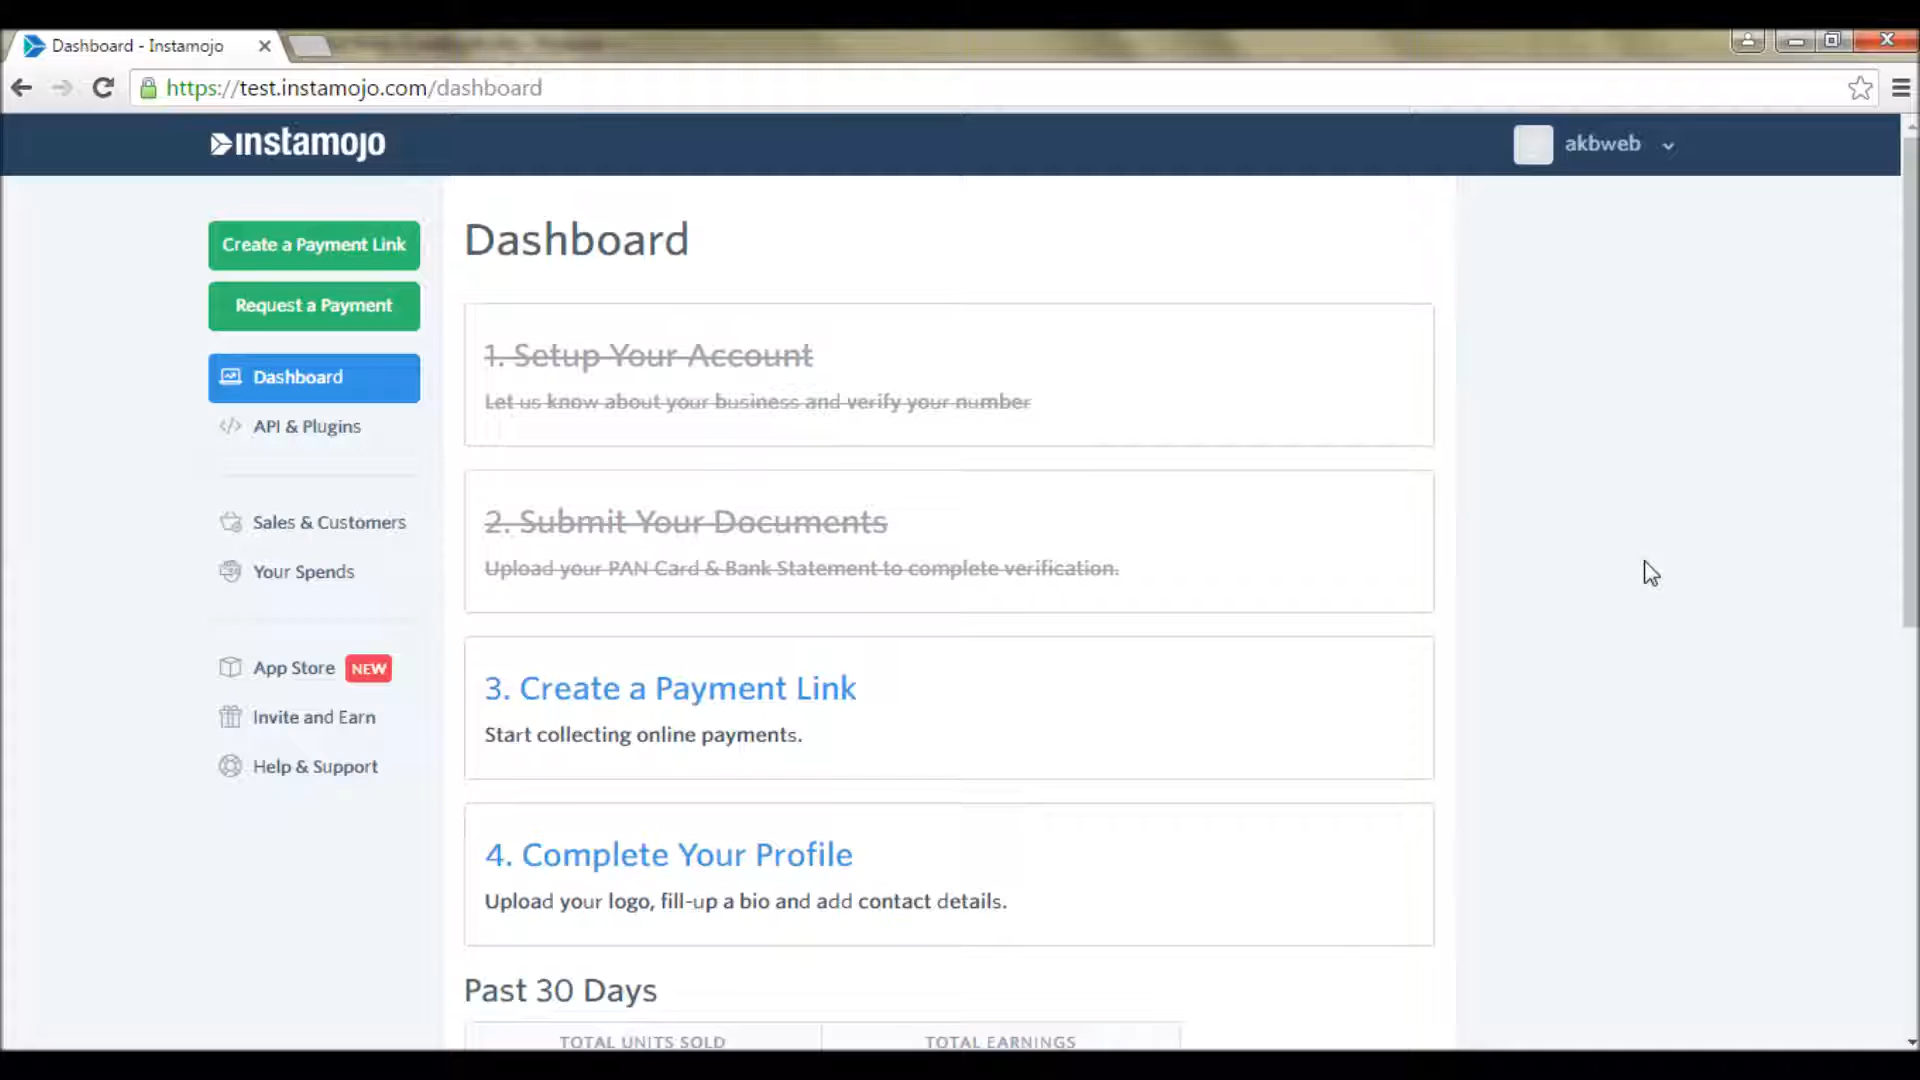 Dashboard - Instamojo
https://test.instamojo.com/dashboard
instamojo
akbweb
Create a Payment Link
Request a Payment
Dashboard
API & Plugins
Sales & Customers
Your Spends
App Store NEW
Invite and Earn
Help & Support
Dashboard
1. Setup Your Account
Let us know about your business and verify your number
2. Submit Your Documents
Upload your PAN Card & Bank Statement to complete verification.
3. Create a Payment Link
Start collecting online payments.
4. Complete Your Profile
Upload your logo, fill-up a bio and add contact details.
Past 30 Days
TOTAL UNITS SOLD
TOTAL EARNINGS